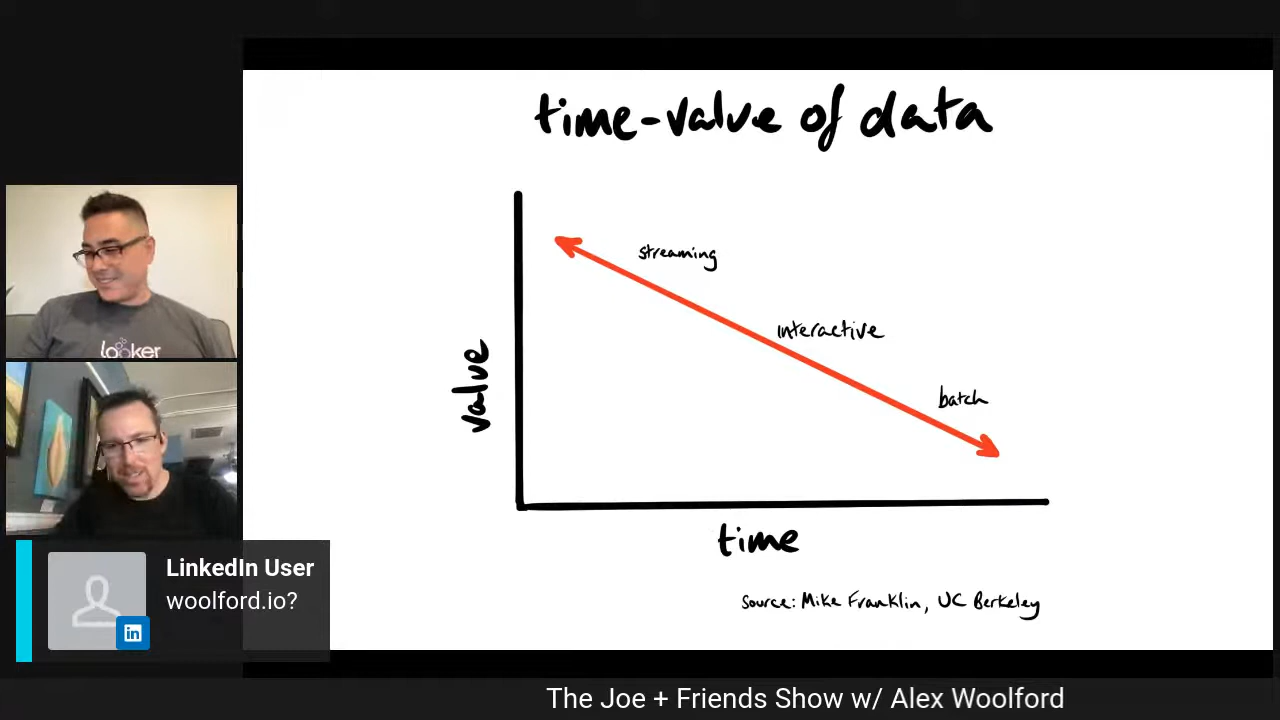 time-value of data
streaming
interactive
batch
value
time
source: Mike Franklin, UC Berkeley
looker
LinkedIn User
woolford.io?
in
The Joe + Friends Show w/ Alex Woolford